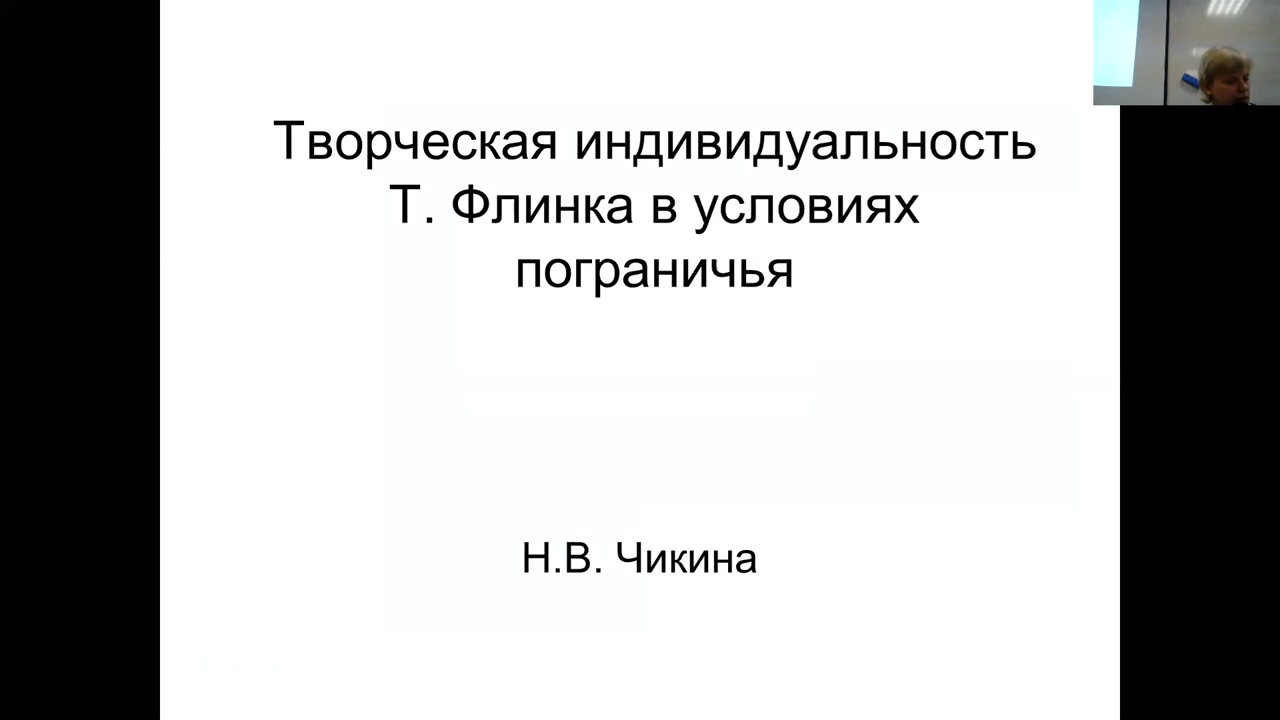 Творческая индивидуальность
Т. Флинка в условиях
пограничья
Н.В. Чикина